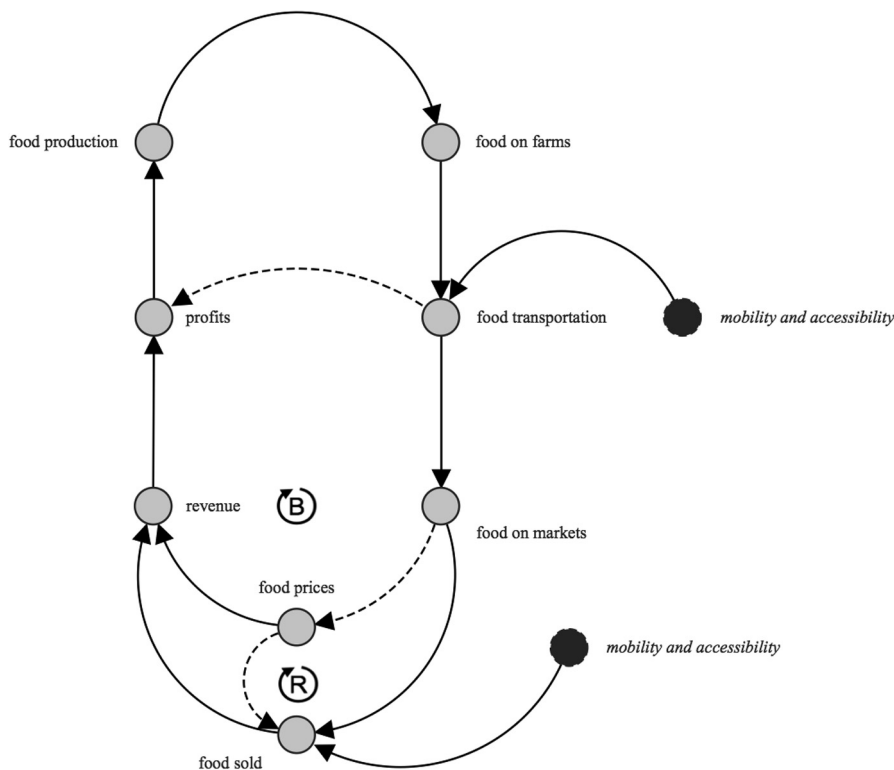 food production
food on farms
profits
food transportation
mobility and accessibility
revenue
B
food on markets
food prices
mobility and accessibility
R
food sold